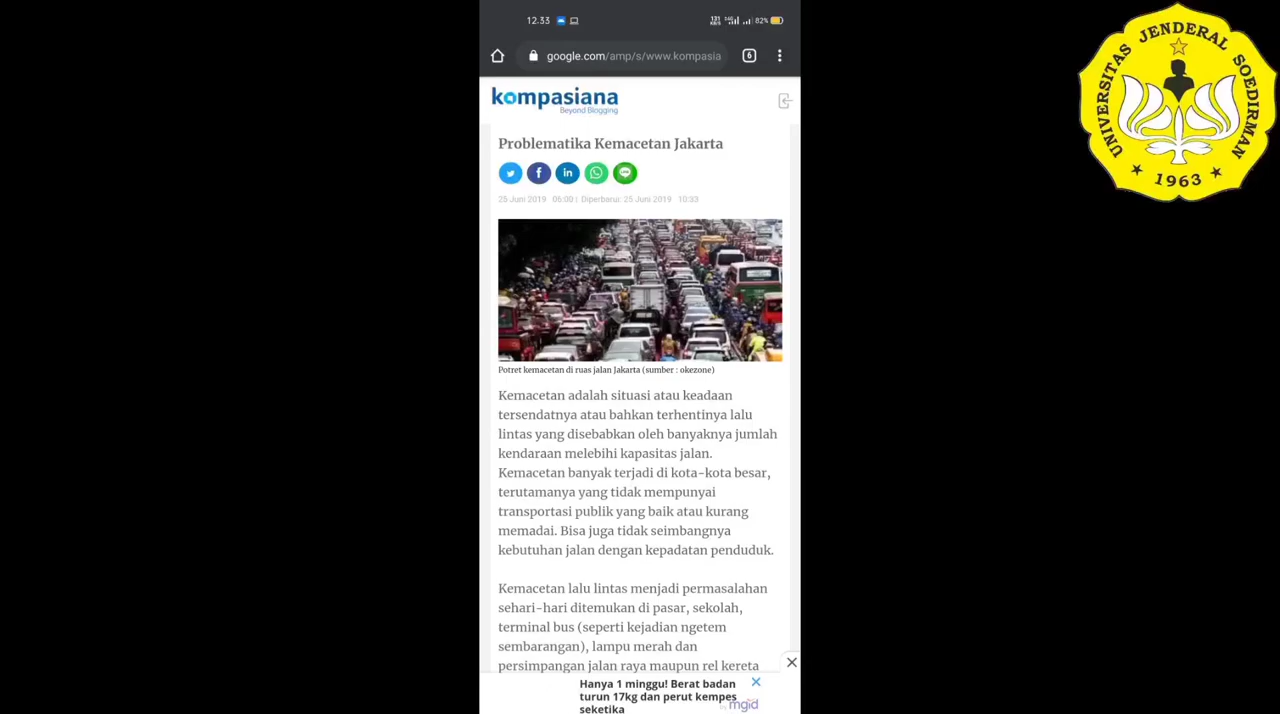 12.33
121
KB/S
82%
google.com/amp/s/www.kompasia
6
kompasiana
Beyond Blogging
Problematika Kemacetan Jakarta
25 Juni 2019 06:00 | Diperbarui: 25 Juni 2019 10:33
Potret kemacetan di ruas jalan Jakarta (sumber : okezone)
Kemacetan adalah situasi atau keadaan
tersendatnya atau bahkan terhentinya lalu
lintas yang disebabkan oleh banyaknya jumlah
kendaraan melebihi kapasitas jalan.
Kemacetan banyak terjadi di kota-kota besar,
terutamanya yang tidak mempunyai
transportasi publik yang baik atau kurang
memadai. Bisa juga tidak seimbangnya
kebutuhan jalan dengan kepadatan penduduk.
Kemacetan lalu lintas menjadi permasalahan
sehari-hari ditemukan di pasar, sekolah,
terminal bus (seperti kejadian ngetem
sembarangan), lampu merah dan
persimpangan jalan raya maupun rel kereta
Hanya 1 minggu! Berat badan
turun 17kg dan perut kempes
seketika
by mgid
UNIVERSITAS JENDERAL SOEDIRMAN
1963